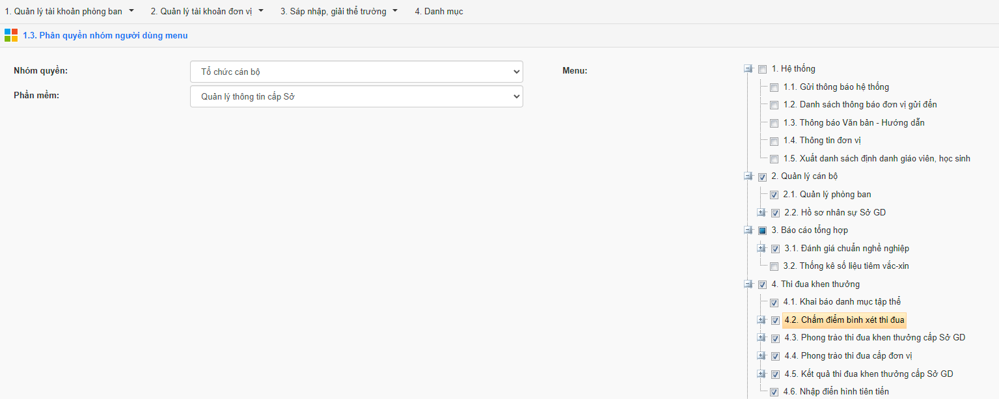 1. Quản lý tài khoản phòng ban 2. Quản lý tài khoản đơn vị 3. Sáp nhập, giải thể trường 4. Danh mục
1.3. Phân quyền nhóm người dùng menu
Nhóm quyền: Tổ chức cán bộ
Phần mềm: Quản lý thông tin cấp Sở
Menu:
1. Hệ thống
1.1. Gửi thông báo hệ thống
1.2. Danh sách thông báo đơn vị gửi đến
1.3. Thông báo Văn bản - Hướng dẫn
1.4. Thông tin đơn vị
1.5. Xuất danh sách định danh giáo viên, học sinh
2. Quản lý cán bộ
2.1. Quản lý phòng ban
2.2. Hồ sơ nhân sự Sở GD
3. Báo cáo tổng hợp
3.1. Đánh giá chuẩn nghề nghiệp
3.2. Thống kê số liệu tiêm vắc-xin
4. Thi đua khen thưởng
4.1. Khai báo danh mục tập thể
4.2. Chấm điểm bình xét thi đua
4.3. Phong trào thi đua khen thưởng cấp Sở GD
4.4. Phong trào thi đua cấp đơn vị
4.5. Kết quả thi đua khen thưởng cấp Sở GD
4.6. Nhập điển hình tiên tiến